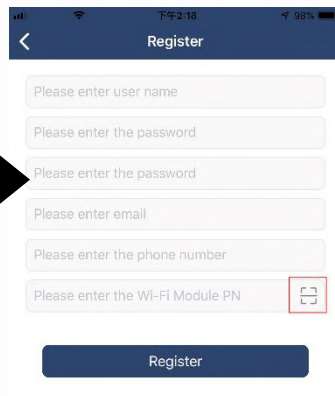 下午2:18
98%
Register
Please enter user name
Please enter the password
Please enter the password
Please enter email
Please enter the phone number
Please enter the Wi-Fi Module PN
Register